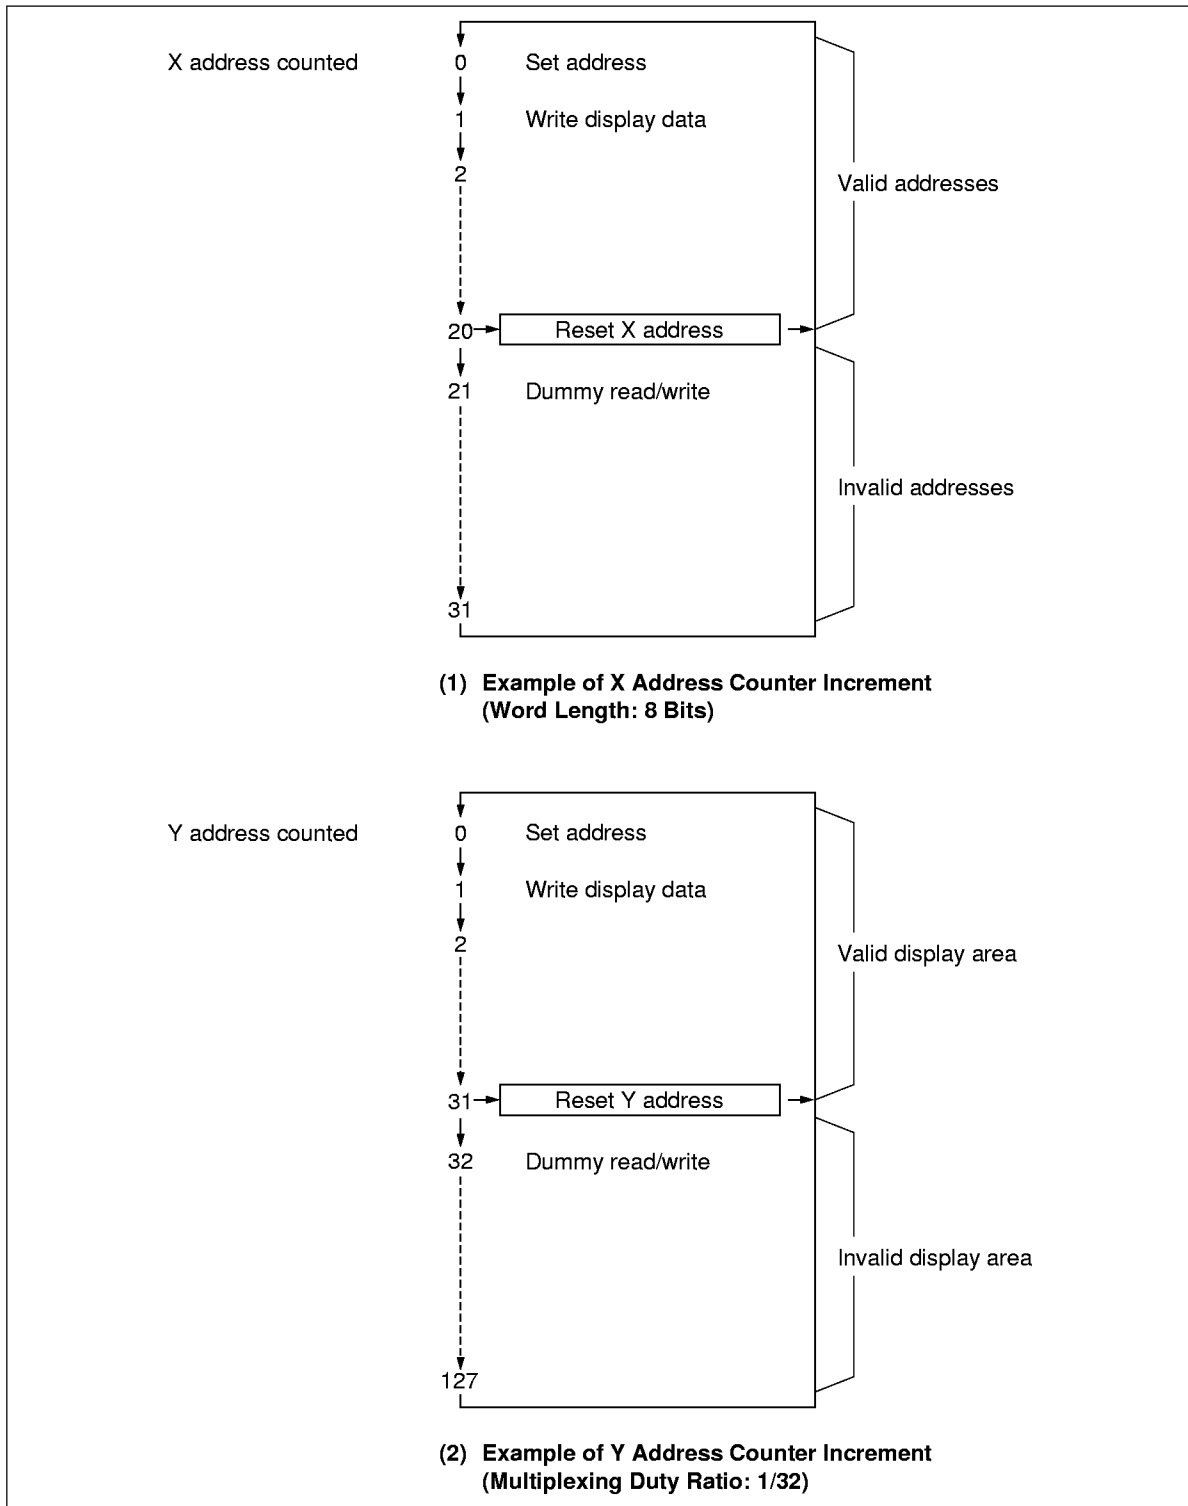 X address counted
0 Set address
1 Write display data
2
Valid addresses
20 Reset X address
21 Dummy read/write
Invalid addresses
31
(1) Example of X Address Counter Increment
(Word Length: 8 Bits)
Y address counted
0 Set address
1 Write display data
2
Valid display area
31 Reset Y address
32 Dummy read/write
Invalid display area
127
(2) Example of Y Address Counter Increment
(Multiplexing Duty Ratio: 1/32)